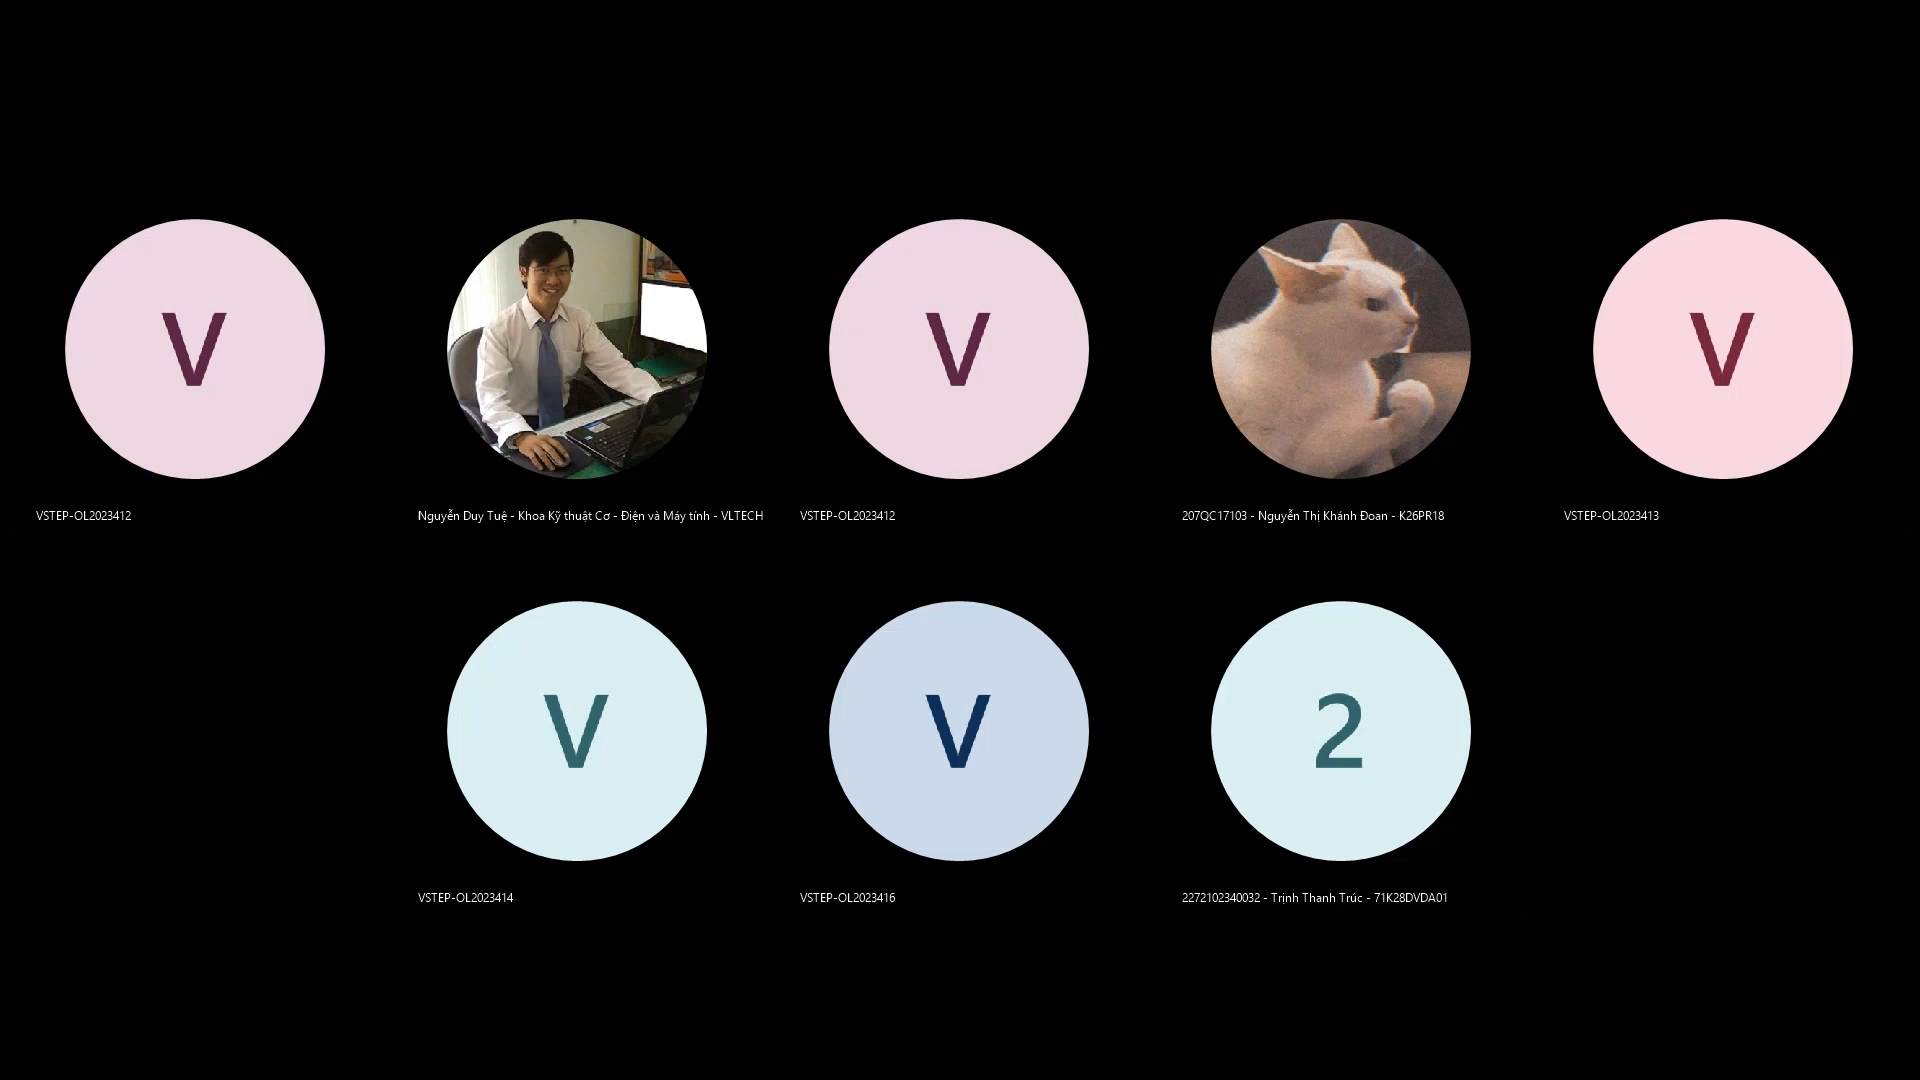 V
V
V
VSTEP-OL2023412
Nguyễn Duy Tuệ - Khoa Kỹ thuật Cơ - Điện và Máy tính - VLTECH
VSTEP-OL2023412
207QC17103 - Nguyễn Thị Khánh Đoan - K26PR18
VSTEP-OL2023413
V
V
2
VSTEP-OL2023414
VSTEP-OL2023416
2272102340032 - Trịnh Thanh Trúc - 71K28DVDA01